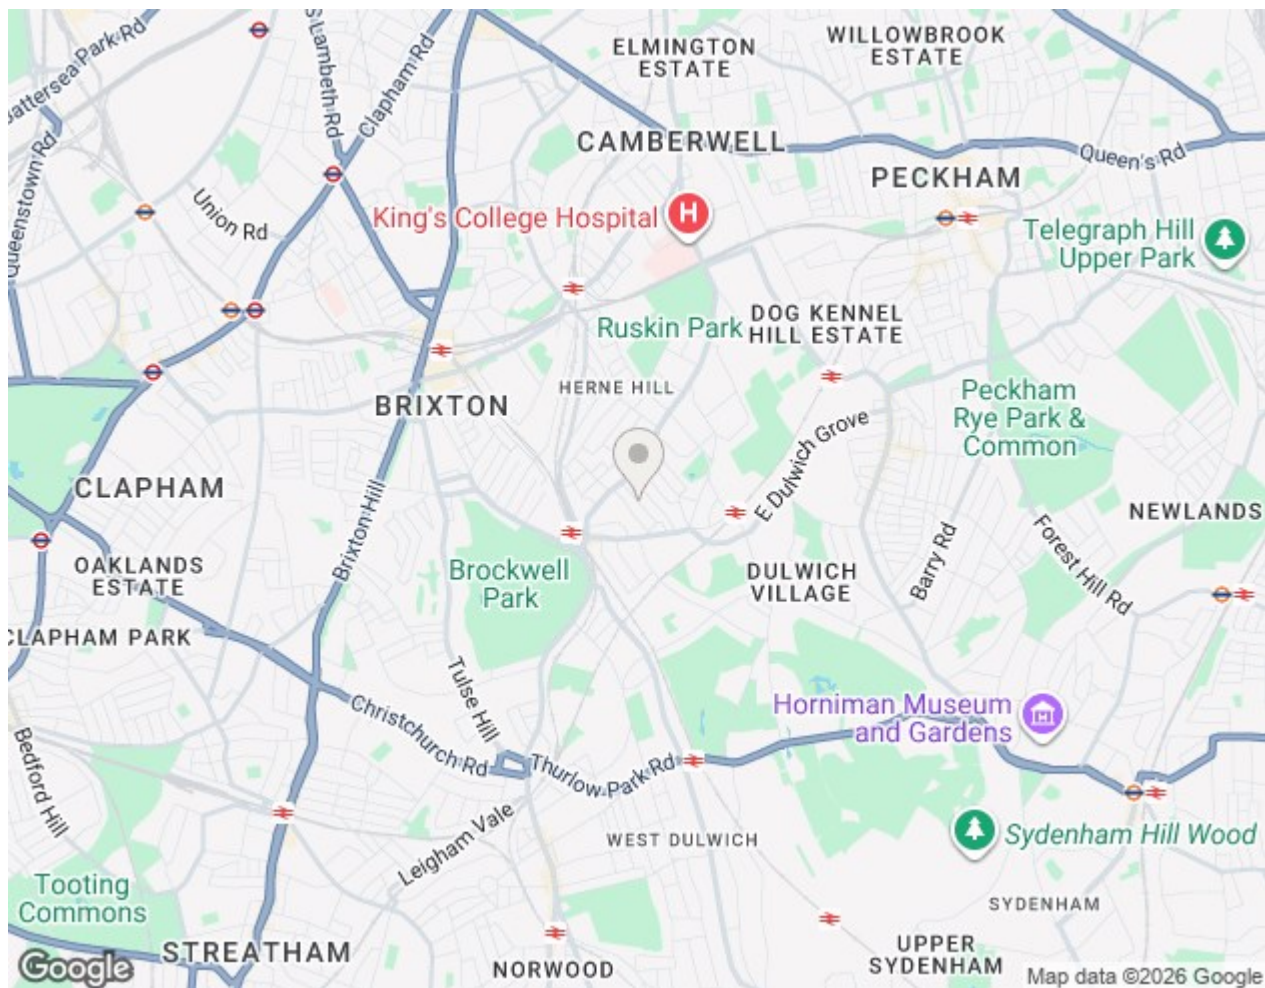 Battersea Park Rd
S Lambeth Rd
Clapham Rd
ELMINGTON
ESTATE
WILLOWBROOK
ESTATE
Queenstown Rd
Union Rd
CAMBERWELL
Queen's Rd
PECKHAM
King's College Hospital
H
Telegraph Hill
Upper Park
Ruskin Park
DOG KENNEL
HILL ESTATE
HERNE HILL
BRIXTON
Peckham
Rye Park &
Common
E Dulwich Grove
CLAPHAM
Brixton Hill
NEWLANDS
OAKLANDS
ESTATE
Brockwell
Park
DULWICH
VILLAGE
Barry Rd
Forest Hill Rd
CLAPHAM PARK
Tulse Hill
Christchurch Rd
Horniman Museum
and Gardens
Bedford Hill
Thurlow Park Rd
Leigham Vale
WEST DULWICH
Sydenham Hill Wood
Tooting
Commons
SYDENHAM
STREATHAM
NORWOOD
UPPER
SYDENHAM
Google
Map data ©2026 Google